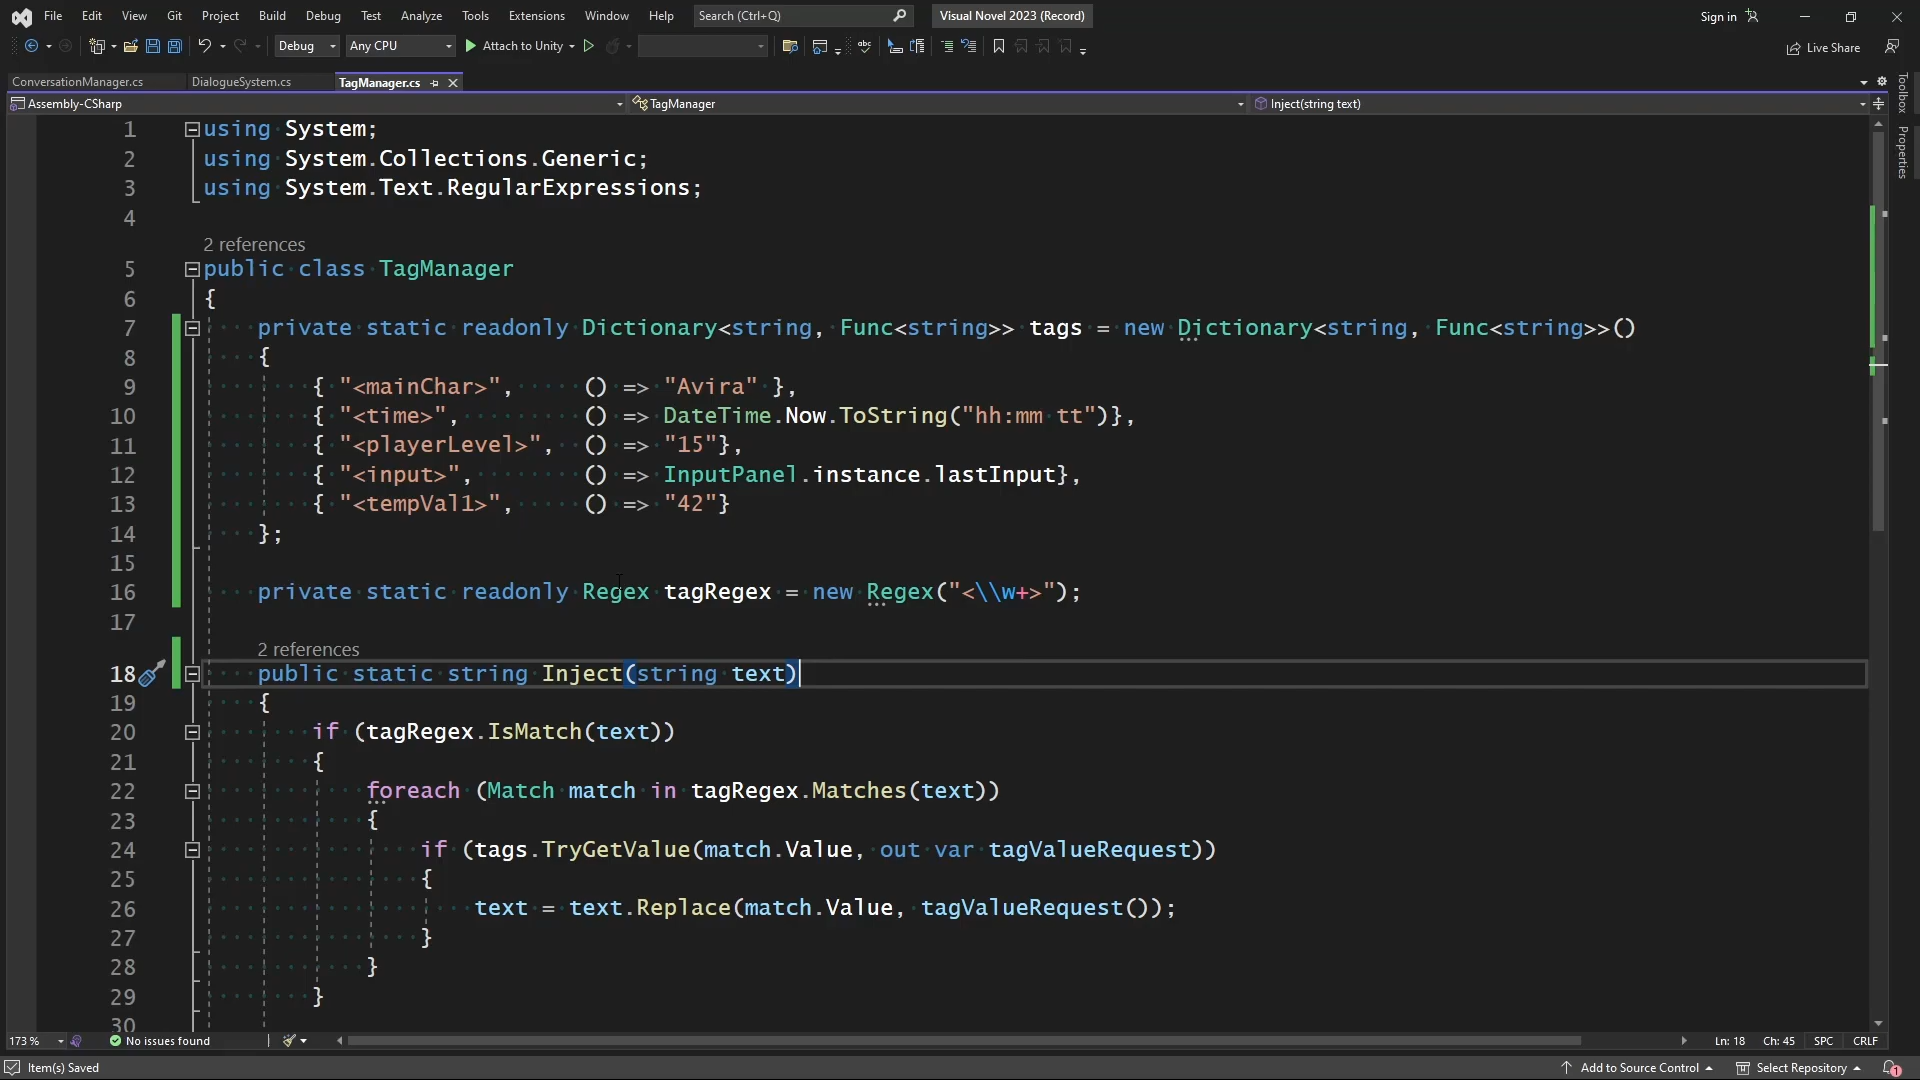 File Edit View Git Project Build Debug Test Analyze Tools Extensions Window Help Search (Ctrl+Q) Visual Novel 2023 (Record) Sign in
Debug Any CPU Attach to Unity abc Live Share
ConversationManager.cs DialogueSystem.cs TagManager.cs
Assembly-CSharp TagManager Inject(string text)
Toolbox
Properties
1 using System;
2 using System.Collections.Generic;
3 using System.Text.RegularExpressions;
4
2 references
5 public class TagManager
6 {
7 private static readonly Dictionary<string, Func<string>> tags = new Dictionary<string, Func<string>>()
8 {
9 { "<mainChar>", () => "Avira" },
10 { "<time>", () => DateTime.Now.ToString("hh:mm tt")},
11 { "<playerLevel>", () => "15"},
12 { "<input>", () => InputPanel.instance.lastInput},
13 { "<tempVal1>", () => "42"}
14 };
15
16 private static readonly Regex tagRegex = new Regex("<\\w+>");
17
2 references
18 public static string Inject(string text)
19 {
20 if (tagRegex.IsMatch(text))
21 {
22 foreach (Match match in tagRegex.Matches(text))
23 {
24 if (tags.TryGetValue(match.Value, out var tagValueRequest))
25 {
26 text = text.Replace(match.Value, tagValueRequest());
27 }
28 }
29 }
30
173 % No issues found Ln: 18 Ch: 45 SPC CRLF
Item(s) Saved Add to Source Control Select Repository 1